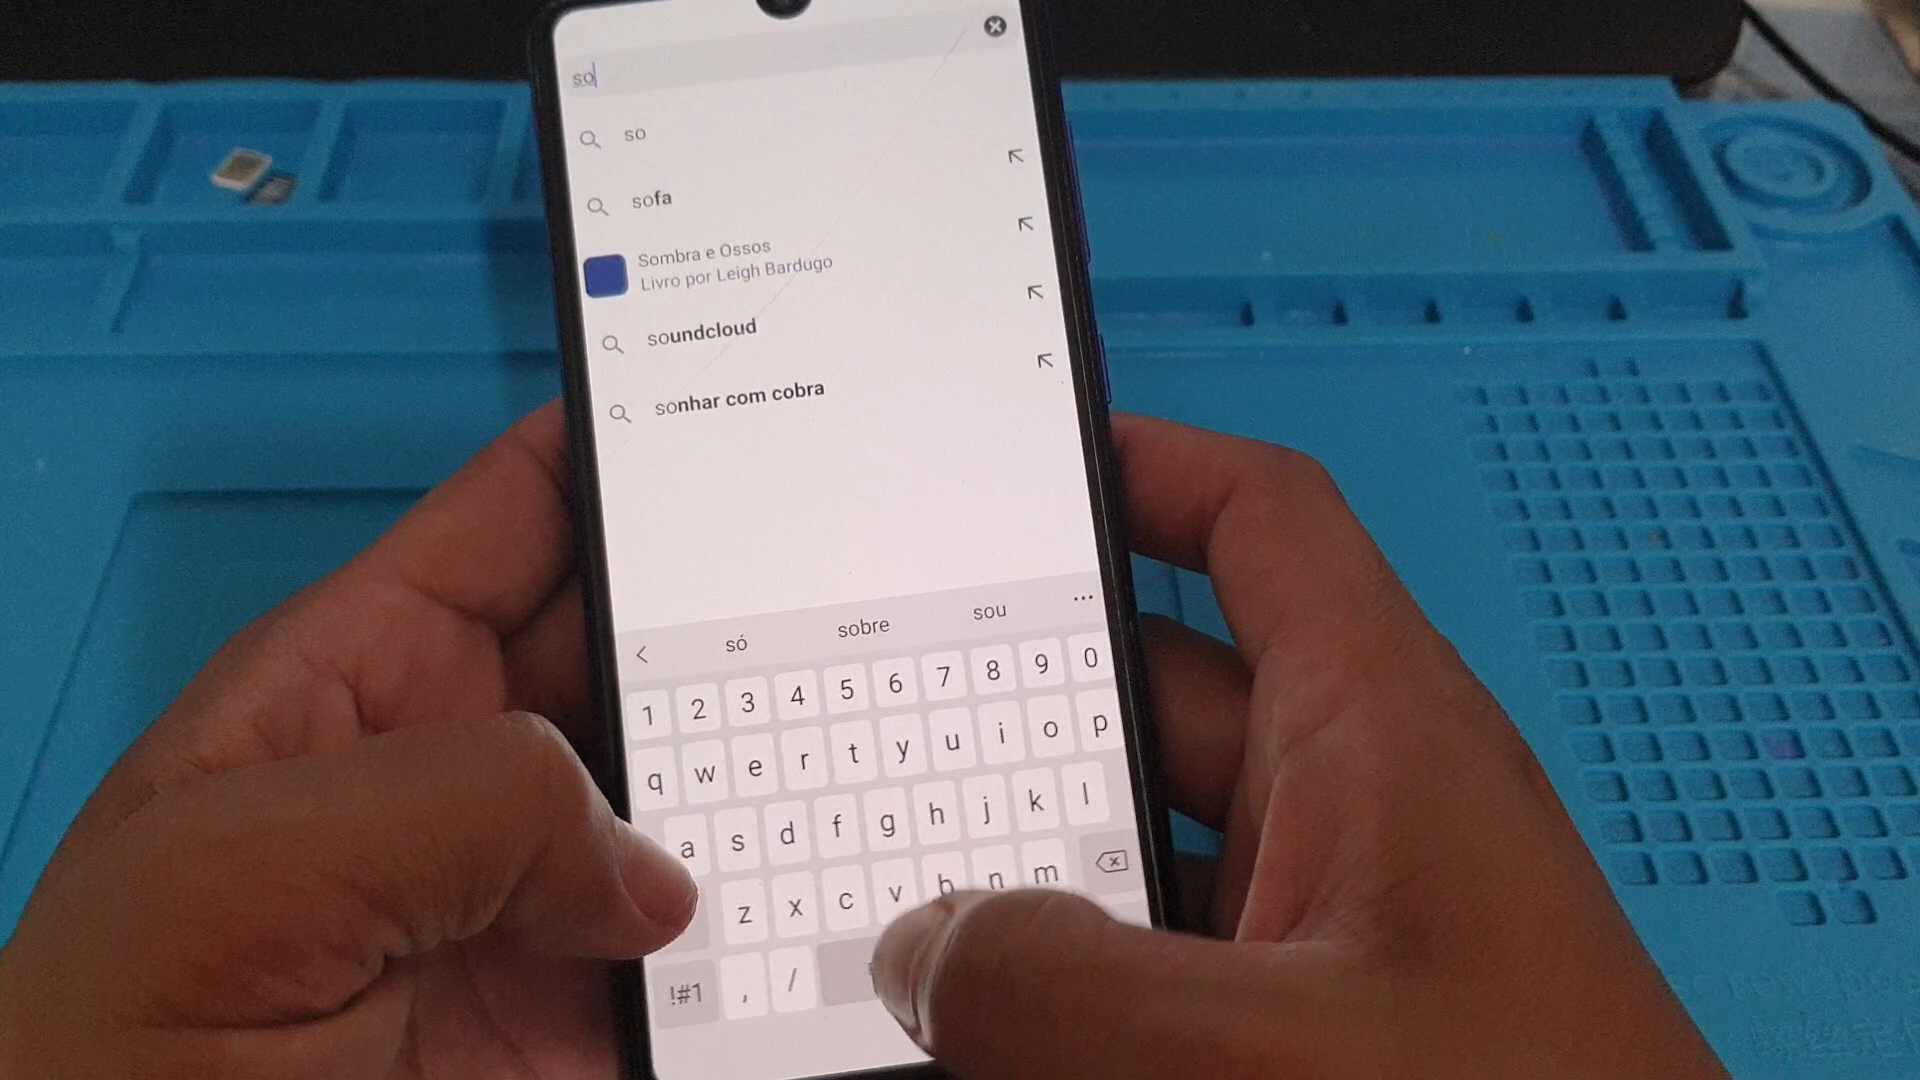 so
so
sofa
Sombra e Ossos
Livro por Leigh Bardugo
soundcloud
sonhar com cobra
só sobre sou
1 2 3 4 5 6 7 8 9 0
q w e r t y u i o p
a s d f g h j k l
z x c v b n m
!#1 , /